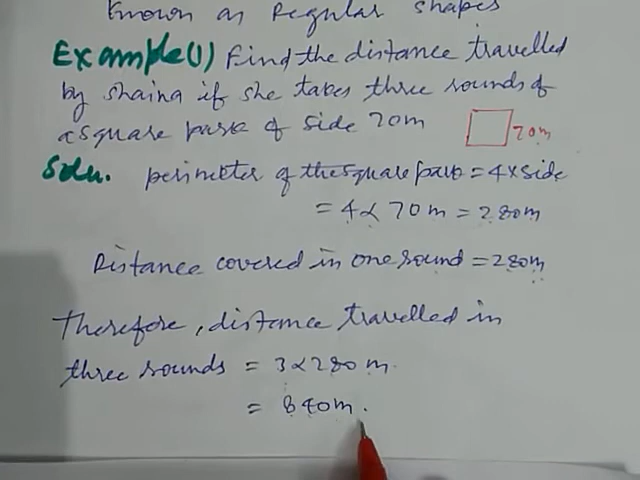 Known as Regular shapes
Example(1) Find the distance travelled
by shaina if she takes three rounds of
a square park of side 70m
70m
Soln. perimeter of the square park = 4×side
= 4×70m = 280m
Distance covered in one round = 280m
Therefore, distance travelled in
three rounds = 3×280m.
= 840m.